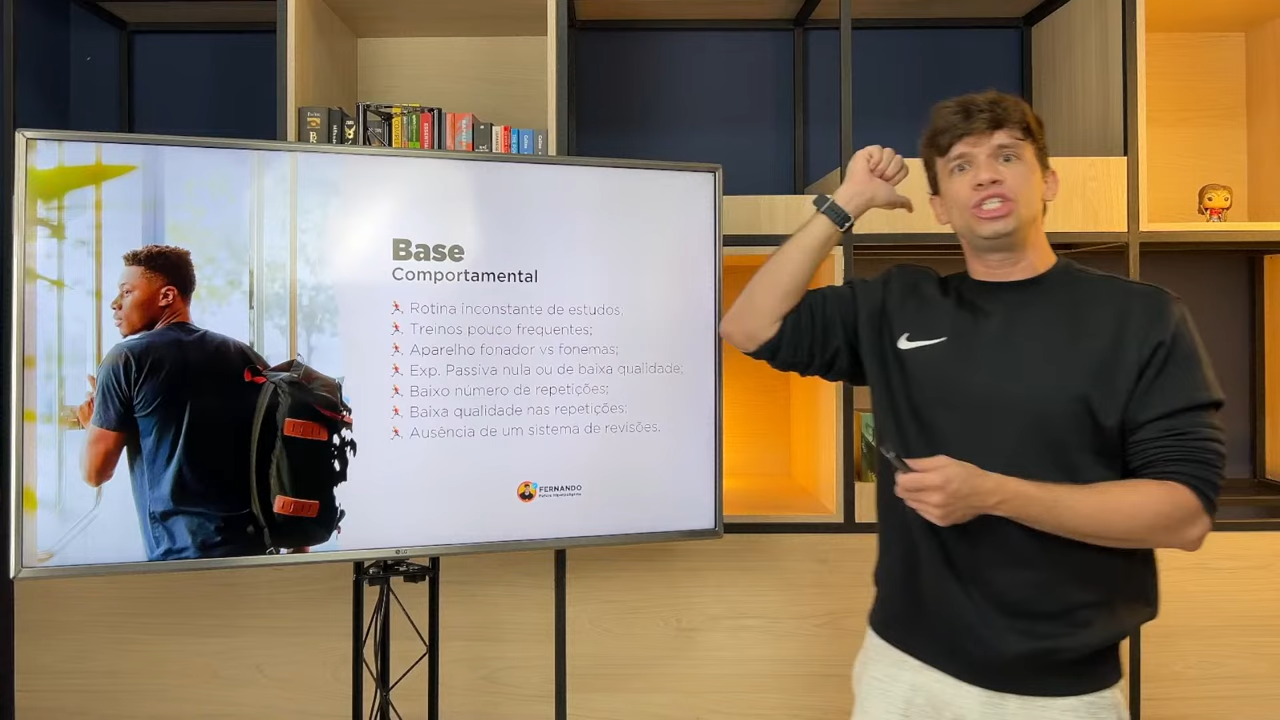 Base
Comportamental
Rotina inconstante de estudos;
Treinos pouco frequentes;
Aparelho fonador vs fonemas;
Exp. Passiva nula ou de baixa qualidade;
Baixo número de repetições;
Baixa qualidade nas repetições;
Ausência de um sistema de revisões.
FERNANDO
LG